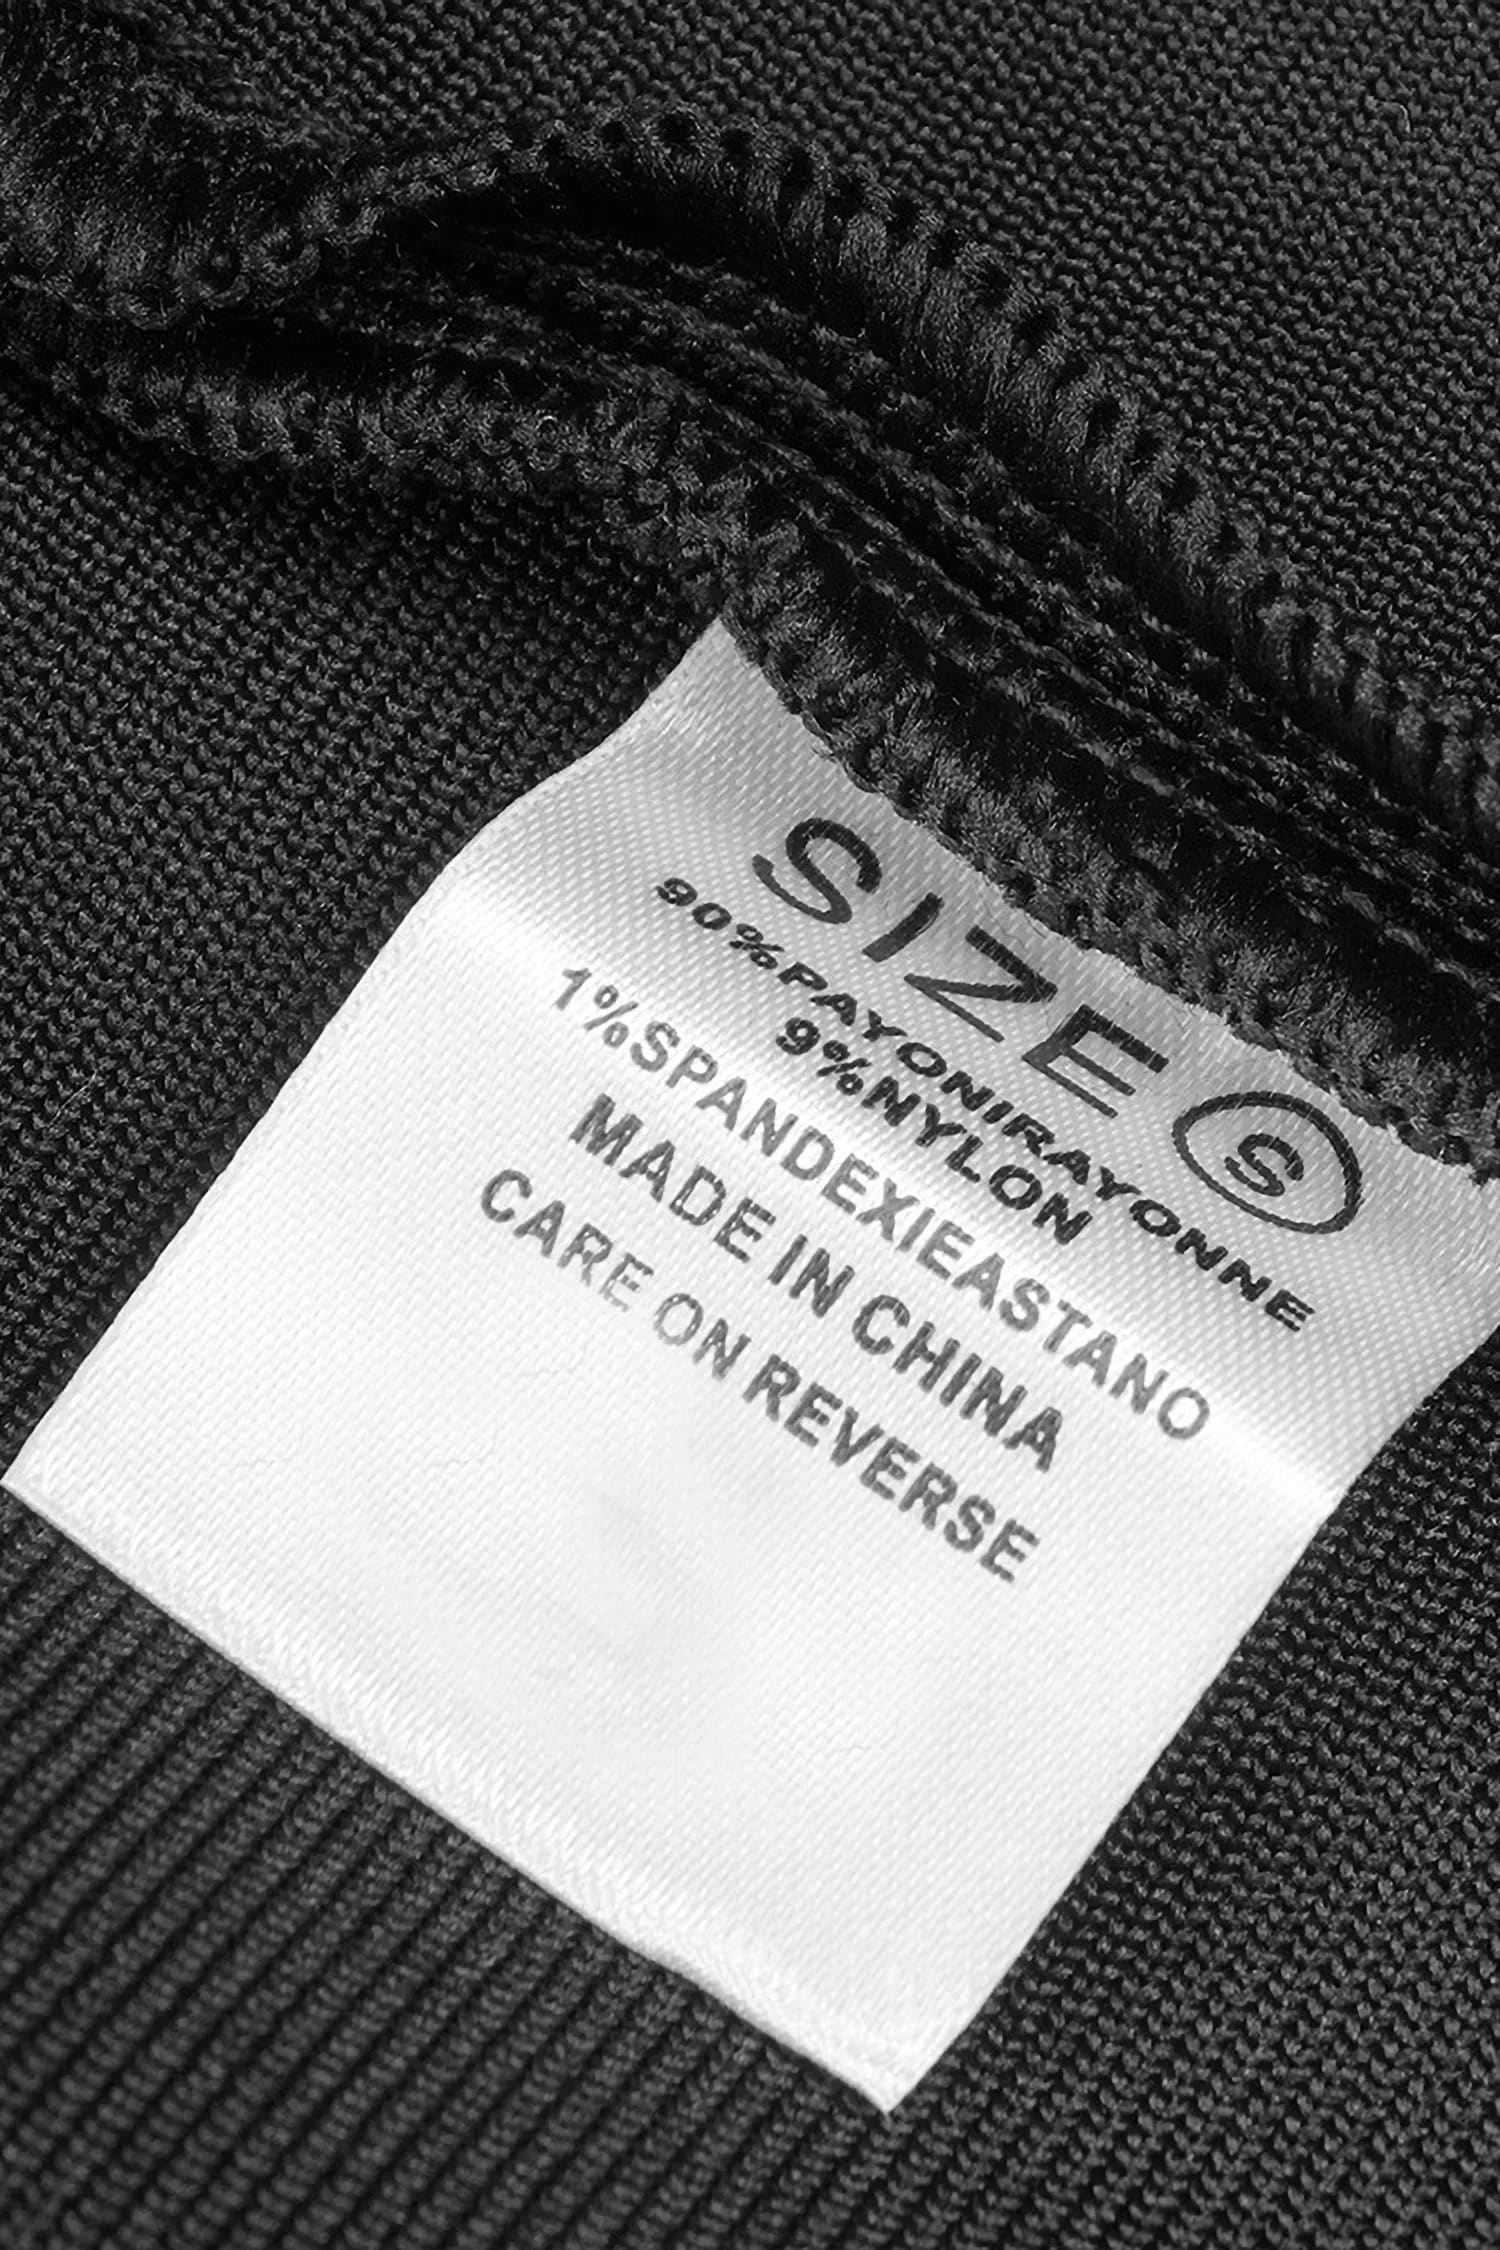 SIZE S
90%PAYONIRAYONNE
9%NYLON
1%SPANDEXIEASTANO
MADE IN CHINA
CARE ON REVERSE